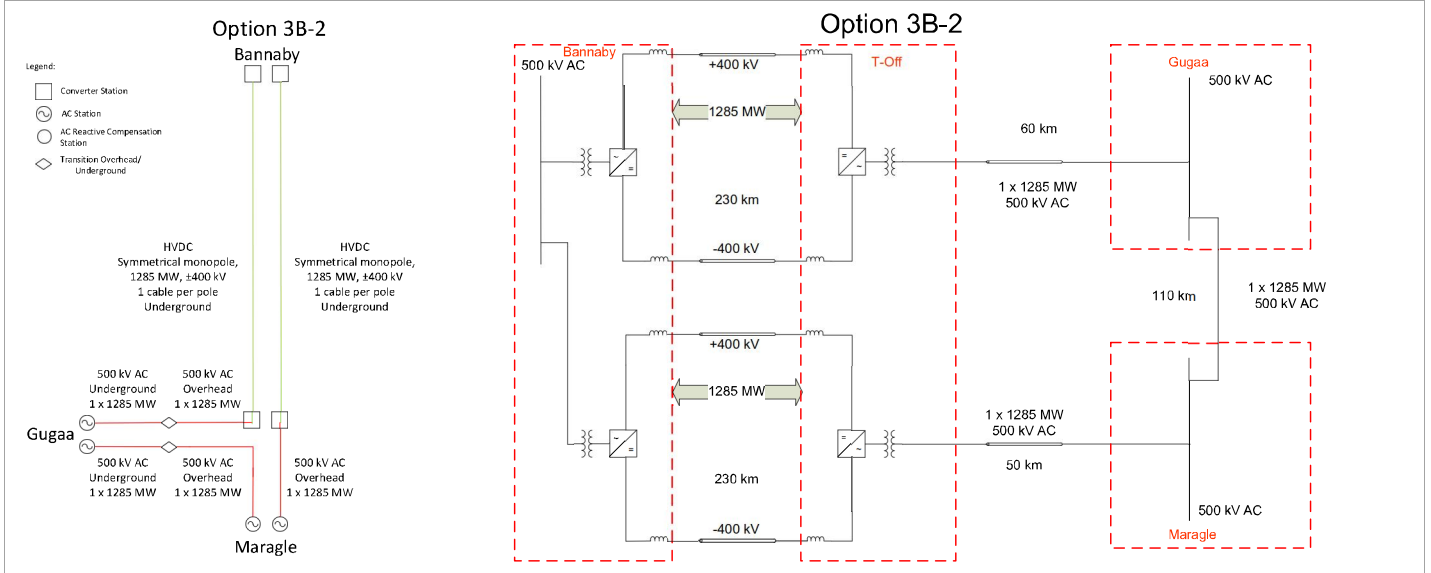 Option 3B-2
Bannaby
Legend:
Converter Station
AC Station
AC Reactive Compensation
Station
Transition Overhead/
Underground
HVDC
Symmetrical monopole,
1285 MW, ±400 kV
1 cable per pole
Underground
HVDC
Symmetrical monopole,
1285 MW, ±400 kV
1 cable per pole
Underground
500 kV AC
Underground
1 x 1285 MW
500 kV AC
Overhead
1 x 1285 MW
Gugaa
500 kV AC
Underground
1 x 1285 MW
500 kV AC
Overhead
1 x 1285 MW
500 kV AC
Overhead
1 x 1285 MW
Maragle
Option 3B-2
Bannaby
500 kV AC
+400 kV
T-Off
1285 MW
~
=
=
~
230 km
-400 kV
60 km
1 x 1285 MW
500 kV AC
Gugaa
500 kV AC
110 km
1 x 1285 MW
500 kV AC
+400 kV
1285 MW
~
=
=
~
230 km
-400 kV
1 x 1285 MW
500 kV AC
50 km
500 kV AC
Maragle